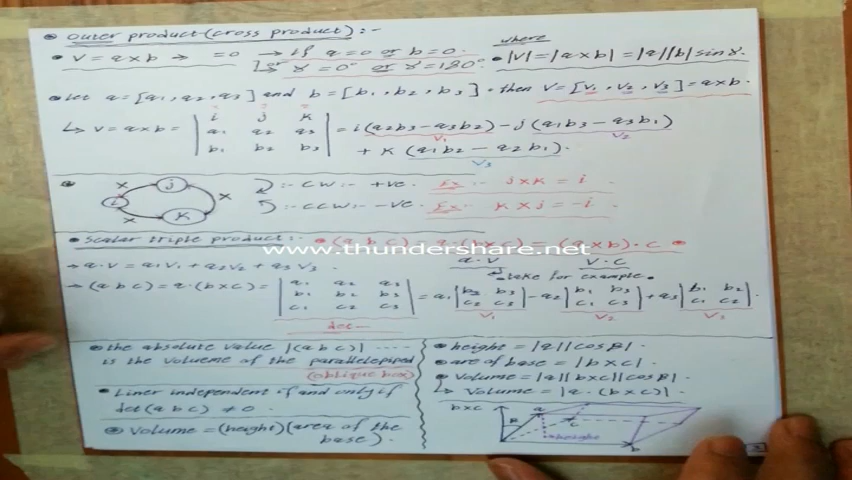 outer product (cross product) :-
• V = a×b → =0 → if a=0 or b=0.
or ↳ γ=0° or γ=180°
where
• |V|=|a×b|=|a||b|sin γ.
• Let a=[a1,a2,a3] and b=[b1,b2,b3] • then V=[V1,V2,V3]=a×b.
↳ V=a×b= | i j k |
| a1 a2 a3 |
| b1 b2 b3 |
= i(a2b3-a3b2) - j(a1b3-a3b1)
V1 V2
+ k(a1b2-a2b1).
V3
i j k x x x
:- CW :- +ve. Ex :- j×k=i
:- CCW :- -ve. Ex :- k×j=-i
• Scalar triple product :- • (a b c) = a·(b×c) = (a×b)·c •
www.thundershare.net
a·V V·c
→ a·V = a1V1+a2V2+a3V3.
take for example.
→ (a b c) = a·(b×c) = | a1 a2 a3 |
| b1 b2 b3 |
| c1 c2 c3 |
= a1 |b2 b3| - a2 |b1 b3| + a3 |b1 b2|.
|c2 c3| |c1 c3| |c1 c2|
V1 V2 V3
det
• the absolute value |(a b c)| ----
is the volueme of the parallelepiped
(oblique box)
• Liner independent if and only if
det(a b c) ≠ 0.
• Volume = (height)(area of the
base).
• height = |a||cosβ|.
• are of base = |b×c|.
• Volume = |a||b×c||cosβ|.
↳ Volume = |a·(b×c)|.
b×c
a
β c
height
b